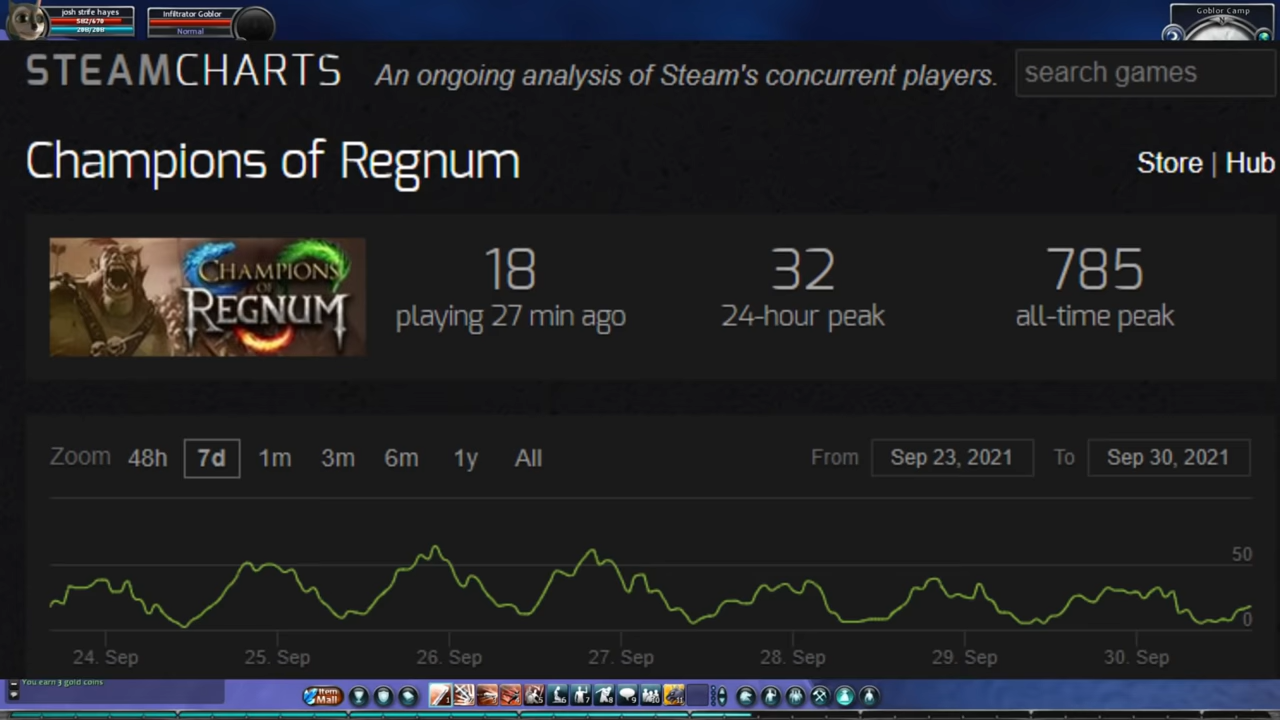 josh strife hayes
502/670
200/200
Infiltrator Goblor
Normal
Goblor Camp
N
STEAMCHARTS
An ongoing analysis of Steam's concurrent players.
search games
Champions of Regnum
Store | Hub
CHAMPIONS
OF
REGNUM
18
playing 27 min ago
32
24-hour peak
785
all-time peak
Zoom 48h 7d 1m 3m 6m 1y All
From Sep 23, 2021 To Sep 30, 2021
50
0
24. Sep 25. Sep 26. Sep 27. Sep 28. Sep 29. Sep 30. Sep
You earn 3 gold coins
Item
Mall